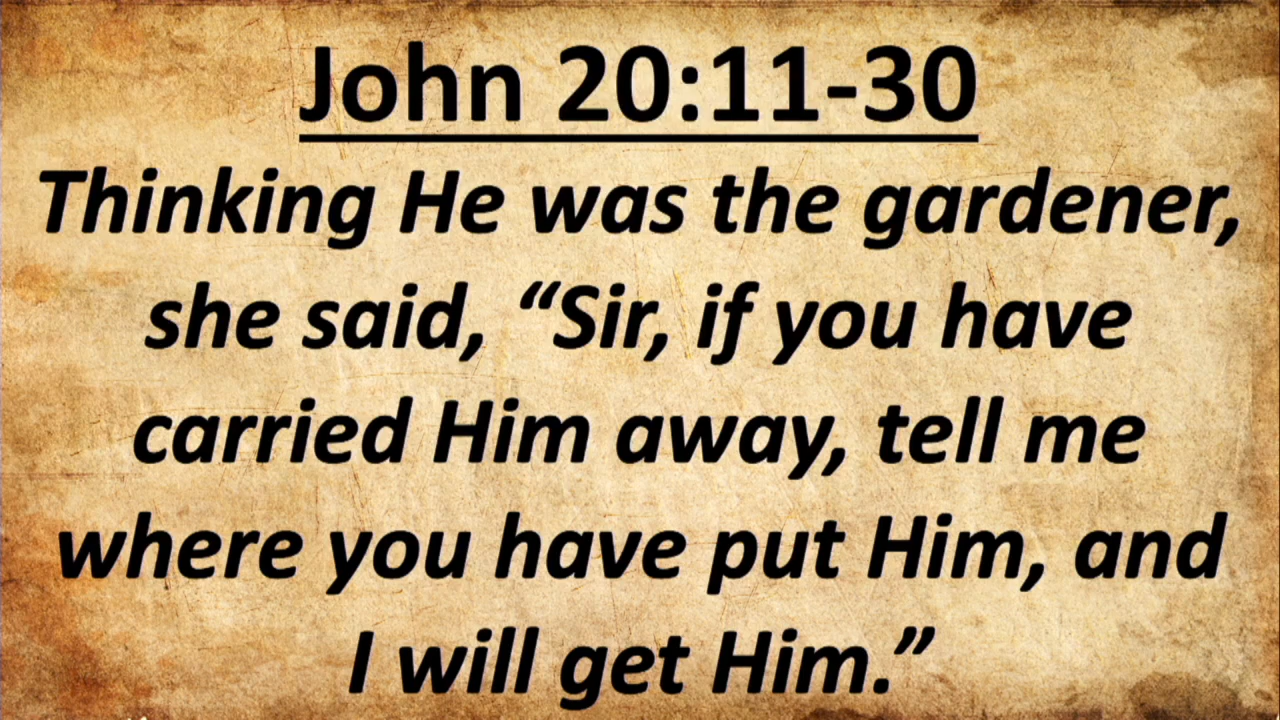 John 20:11-30
Thinking He was the gardener,
she said, “Sir, if you have
carried Him away, tell me
where you have put Him, and
I will get Him.”